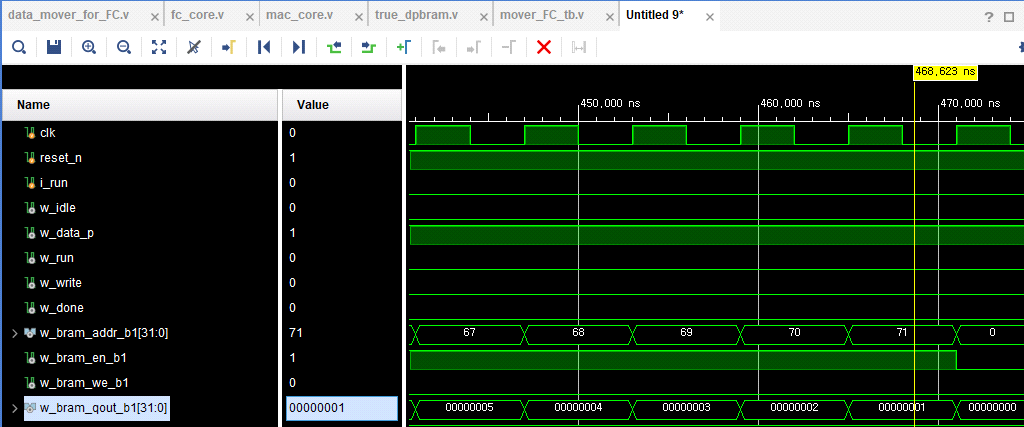 data_mover_for_FC.v × fc_core.v × mac_core.v × true_dpbram.v × mover_FC_tb.v × Untitled 9* × ?
468,623 ns
450,000 ns 460,000 ns 470,000 ns
Name Value
clk 0
reset_n 1
i_run 0
w_idle 0
w_data_p 1
w_run 0
w_write 0
w_done 0
w_bram_addr_b1[31:0] 71 67 68 69 70 71 0
w_bram_en_b1 1
w_bram_we_b1 0
w_bram_qout_b1[31:0] 00000001 00000005 00000004 00000003 00000002 00000001 00000000